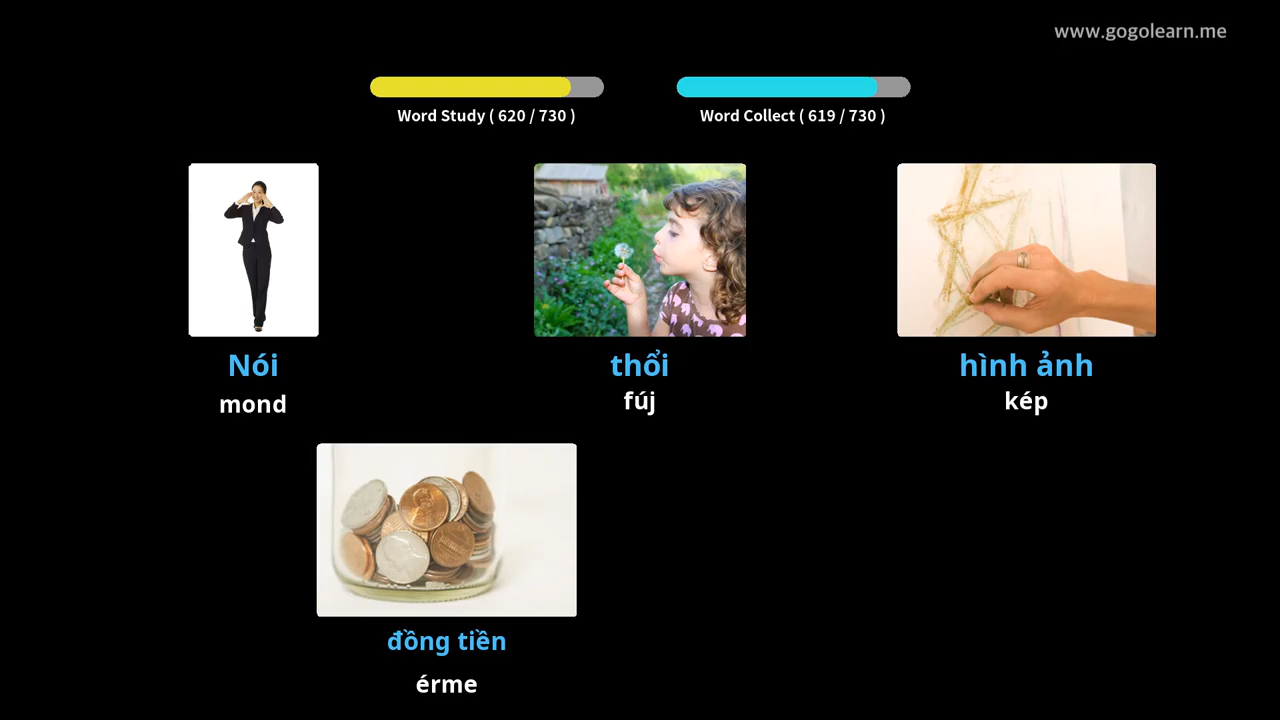 www.gogolearn.me
Word Study ( 620 / 730 )
Word Collect ( 619 / 730 )
Nói
mond
thổi
fúj
hình ảnh
kép
đồng tiền
érme